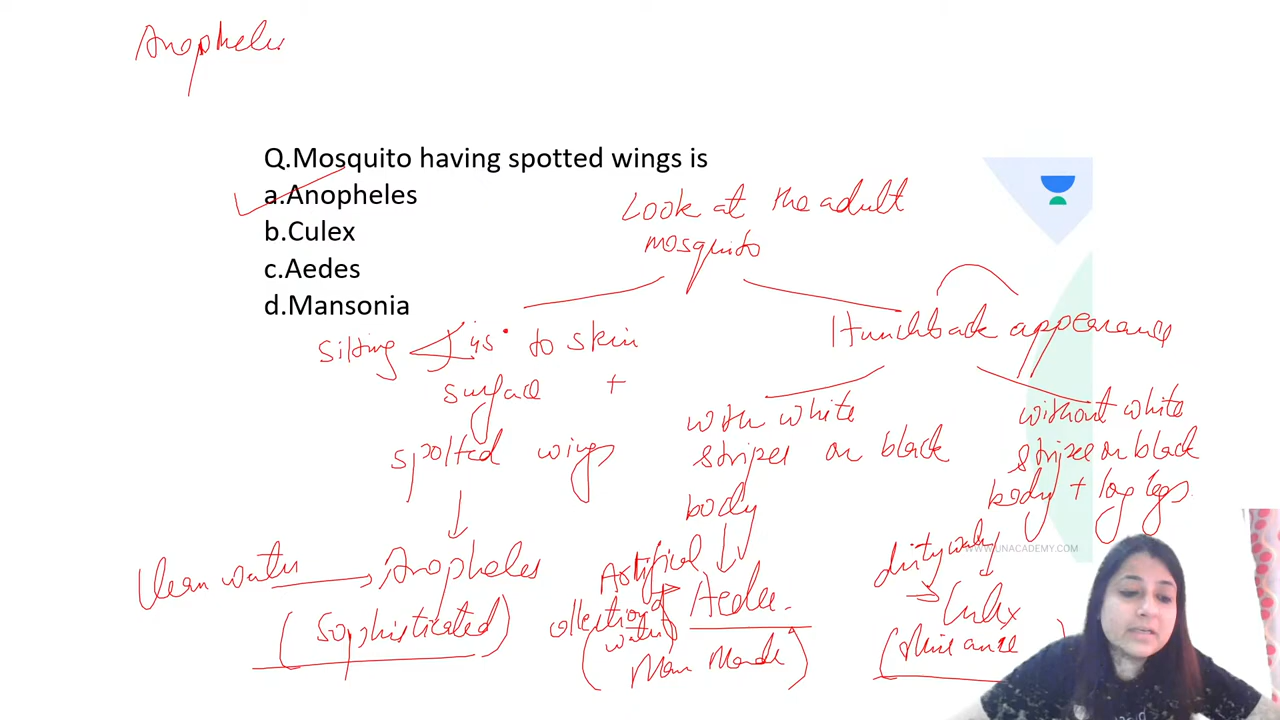 Anopheles
Q.Mosquito having spotted wings is
a.Anopheles
b.Culex
c.Aedes
d.Mansonia
Look at the adult
mosquito
Sitting 45° to skin
surface +
spotted wings
Clean water
Anopheles
(Sophisticated)
Hunchback appearance
with white
stripes on black
body
Artificial
collection of
water
Aedes
(Man Made)
without white
stripes on black
body + log legs
WWW.UNACADEMY.COM
dirty water
Culex
(Nuisance